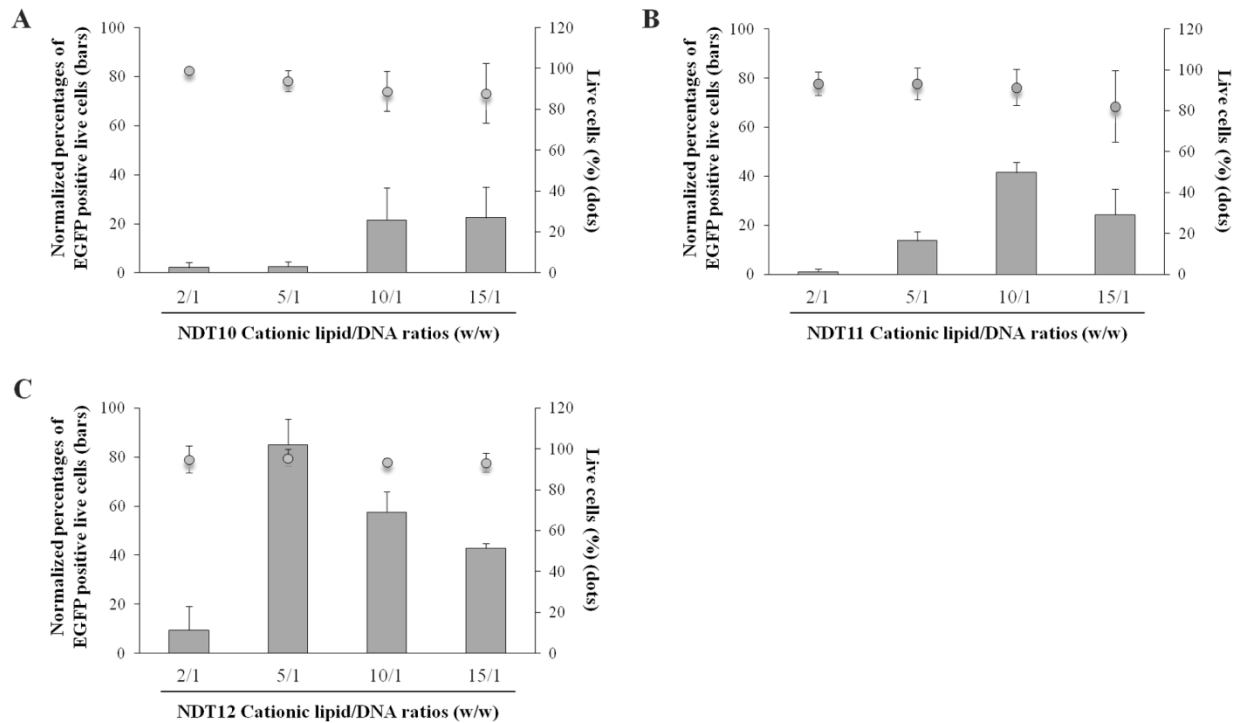 A
Normalized percentages of
EGFP positive live cells (bars)
100
80
60
40
20
0
120
100
80
60
40
20
0
Live cells (%) (dots)
2/1 5/1 10/1 15/1
NDT10 Cationic lipid/DNA ratios (w/w)
B
Normalized percentages of
EGFP positive live cells (bars)
100
80
60
40
20
0
120
100
80
60
40
20
0
Live cells (%) (dots)
2/1 5/1 10/1 15/1
NDT11 Cationic lipid/DNA ratios (w/w)
C
Normalized percentages of
EGFP positive live cells (bars)
100
80
60
40
20
0
120
100
80
60
40
20
0
Live cells (%) (dots)
2/1 5/1 10/1 15/1
NDT12 Cationic lipid/DNA ratios (w/w)